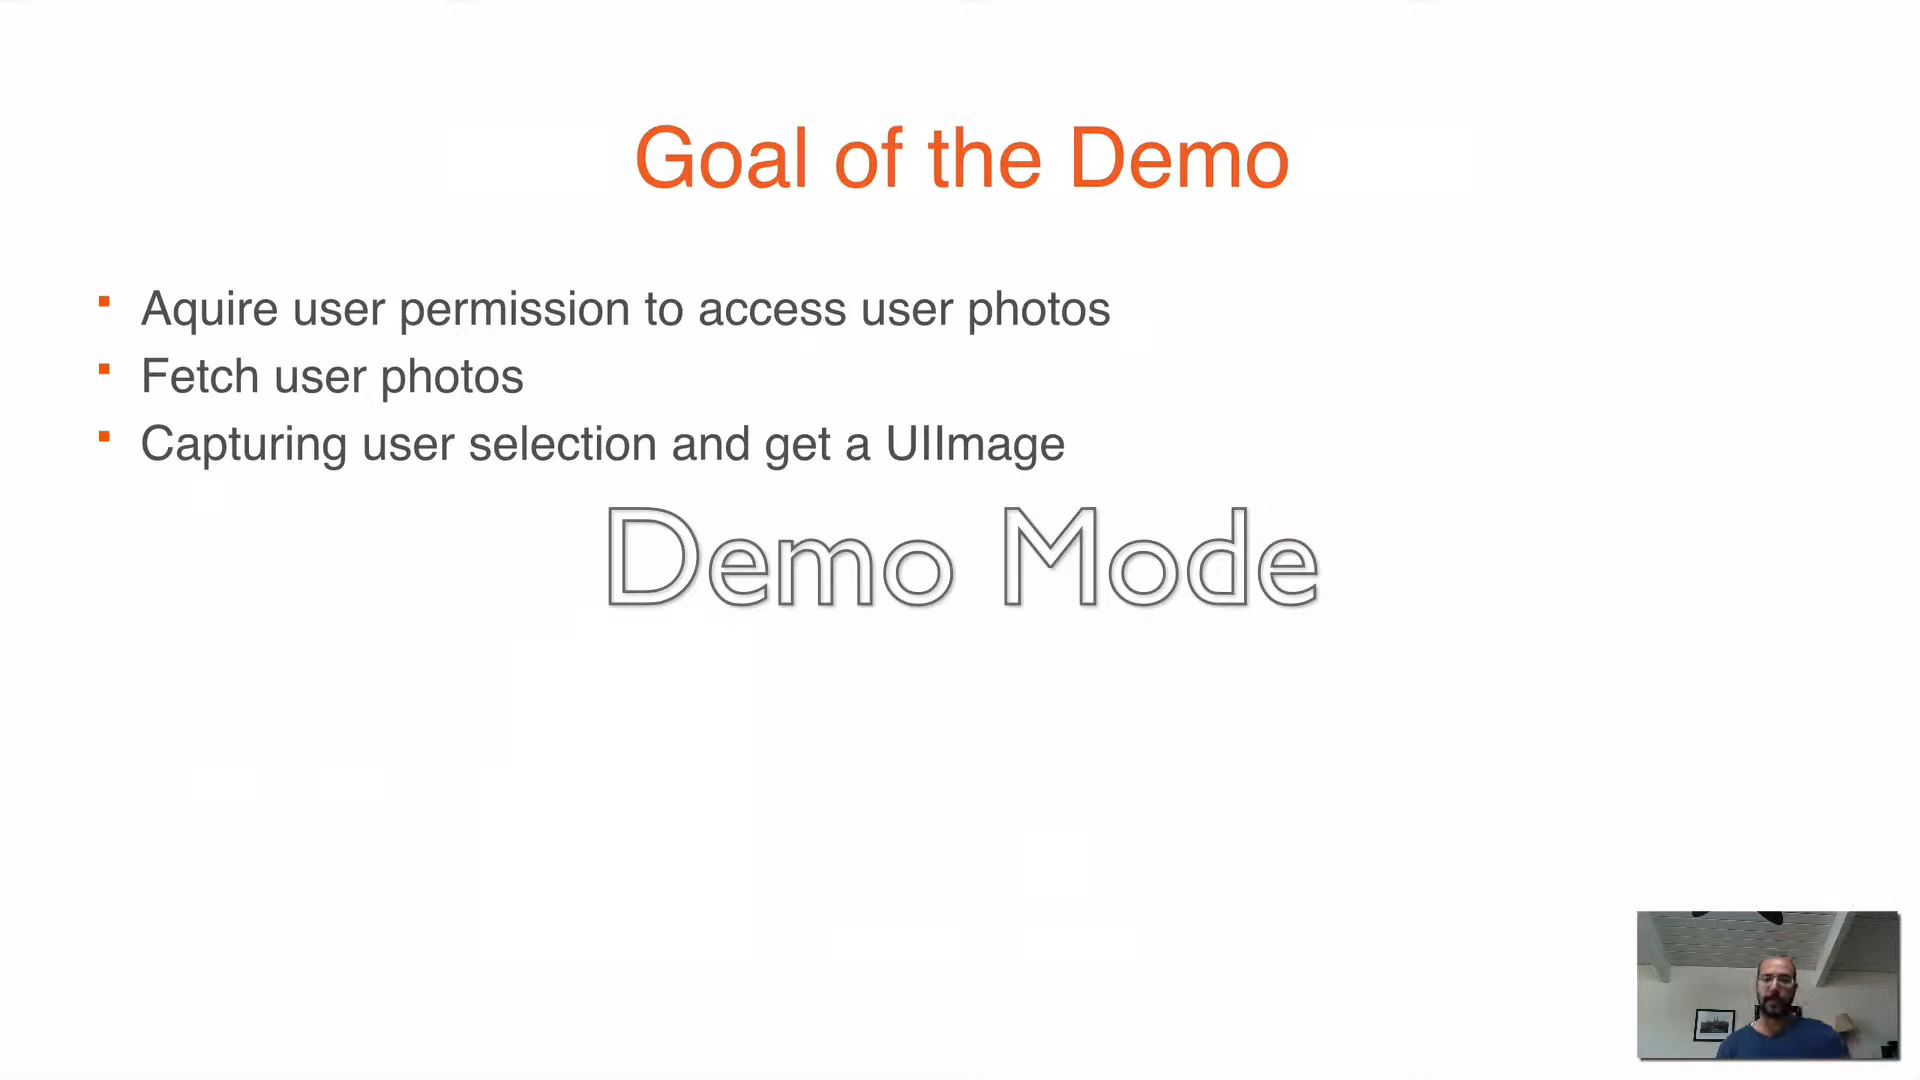 Goal of the Demo
Aquire user permission to access user photos
Fetch user photos
Capturing user selection and get a UIImage
Demo Mode